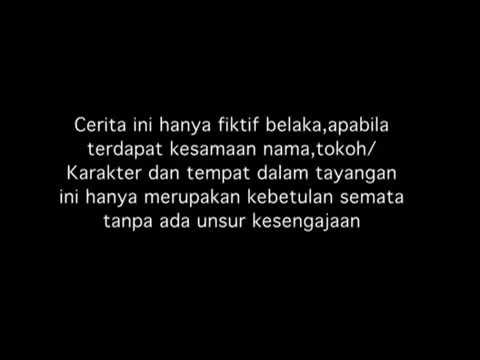 Cerita ini hanya fiktif belaka,apabila
terdapat kesamaan nama,tokoh/
Karakter dan tempat dalam tayangan
ini hanya merupakan kebetulan semata
tanpa ada unsur kesengajaan